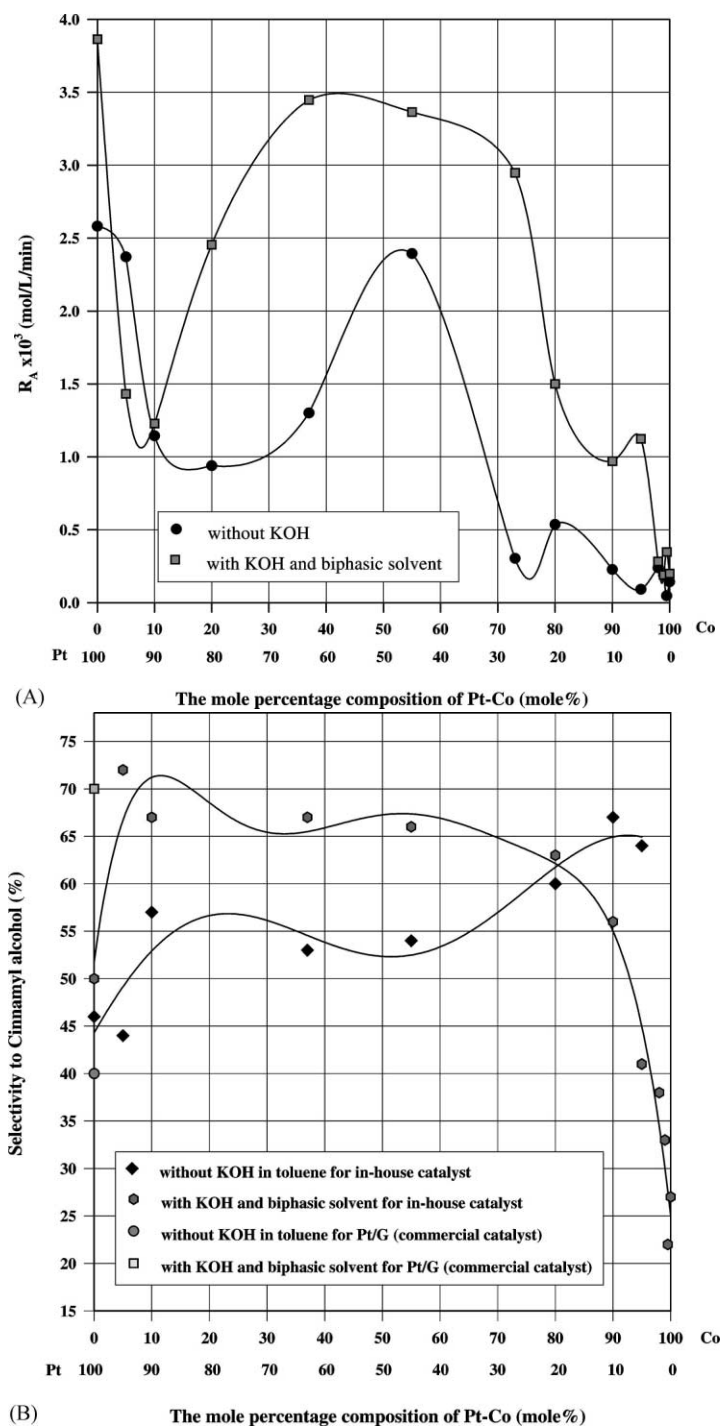 4.0
3.5
3.0
2.5
2.0
1.5
1.0
0.5
0.0
R_A x10³ (mol/L/min)
without KOH
with KOH and biphasic solvent
0 10 20 30 40 50 60 70 80 90 100 Co
Pt 100 90 80 70 60 50 40 30 20 10 0
(A) The mole percentage composition of Pt-Co (mole%)
75
70
65
60
55
50
45
40
35
30
25
20
15
Selectivity to Cinnamyl alcohol (%)
without KOH in toluene for in-house catalyst
with KOH and biphasic solvent for in-house catalyst
without KOH in toluene for Pt/G (commercial catalyst)
with KOH and biphasic solvent for Pt/G (commercial catalyst)
0 10 20 30 40 50 60 70 80 90 100 Co
Pt 100 90 80 70 60 50 40 30 20 10 0
(B) The mole percentage composition of Pt-Co (mole%)